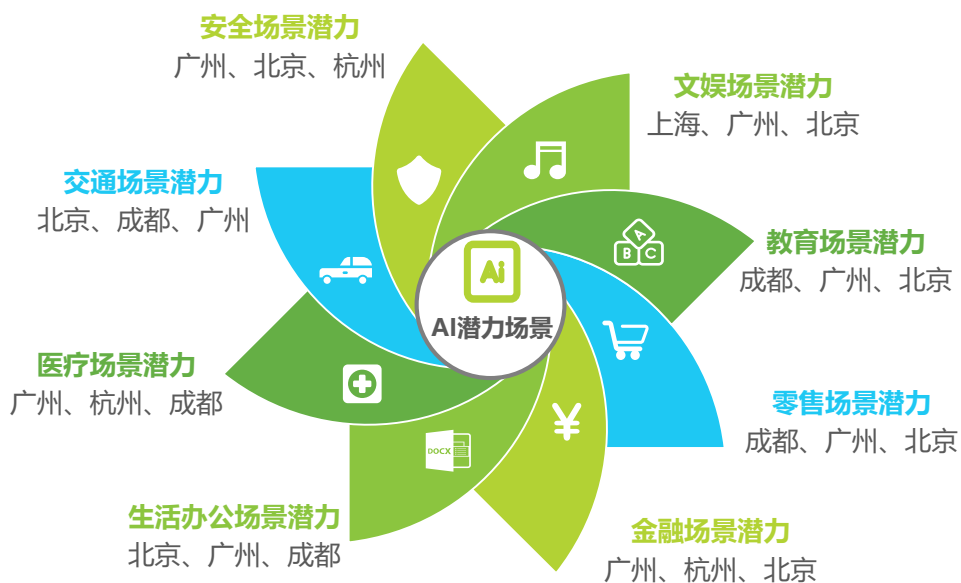 安全场景潜力
广州、北京、杭州
文娱场景潜力
上海、广州、北京
交通场景潜力
北京、成都、广州
教育场景潜力
成都、广州、北京
A
B C
Ai
AI潜力场景
医疗场景潜力
广州、杭州、成都
零售场景潜力
成都、广州、北京
¥
DOCX
生活办公场景潜力
北京、广州、成都
金融场景潜力
广州、杭州、北京